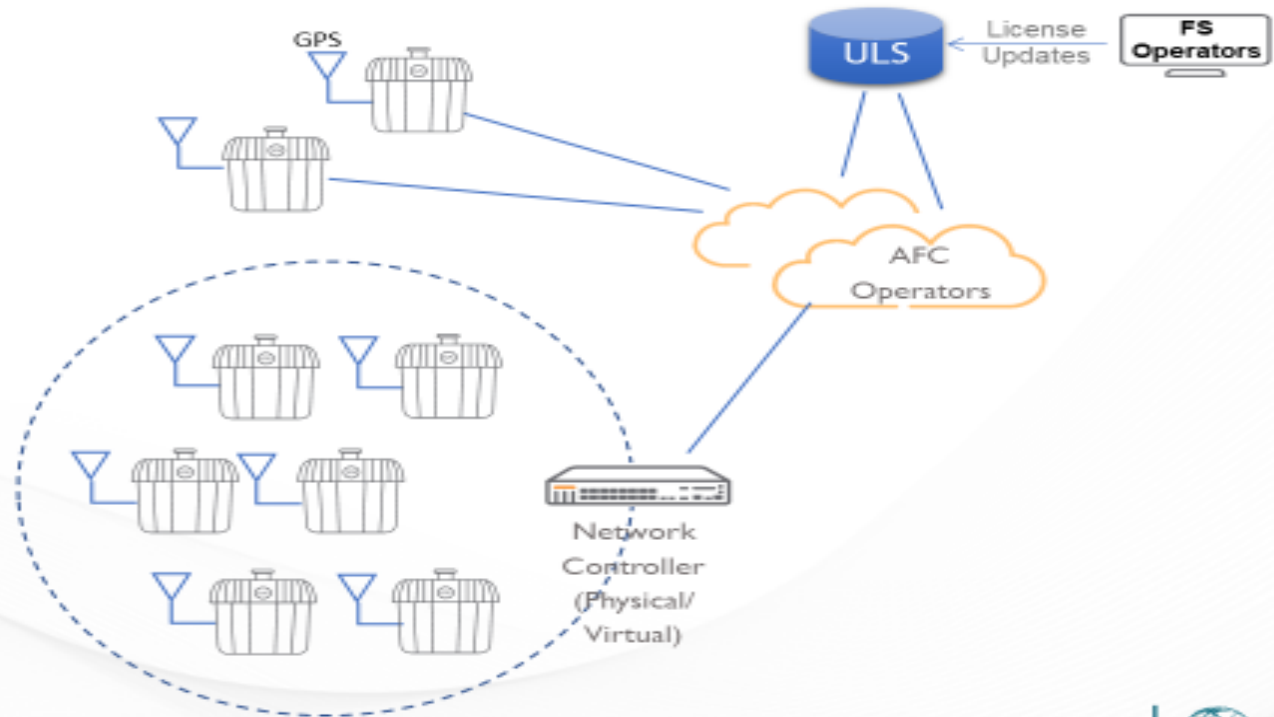 GPS
ULS
License
Updates
FS
Operators
AFC
Operators
Network
Controller
(Physical/
Virtual)